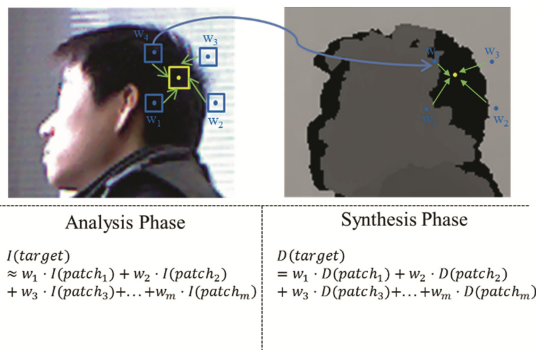 w₄
w₃
w₁
w₂
w₃
w₂
Analysis Phase
I(target)
≈ w₁ · I(patch₁) + w₂ · I(patch₂)
+ w₃ · I(patch₃)+…+wₘ · I(patchₘ)
Synthesis Phase
D(target)
= w₁ · D(patch₁) + w₂ · D(patch₂)
+ w₃ · D(patch₃)+…+wₘ · D(patchₘ)